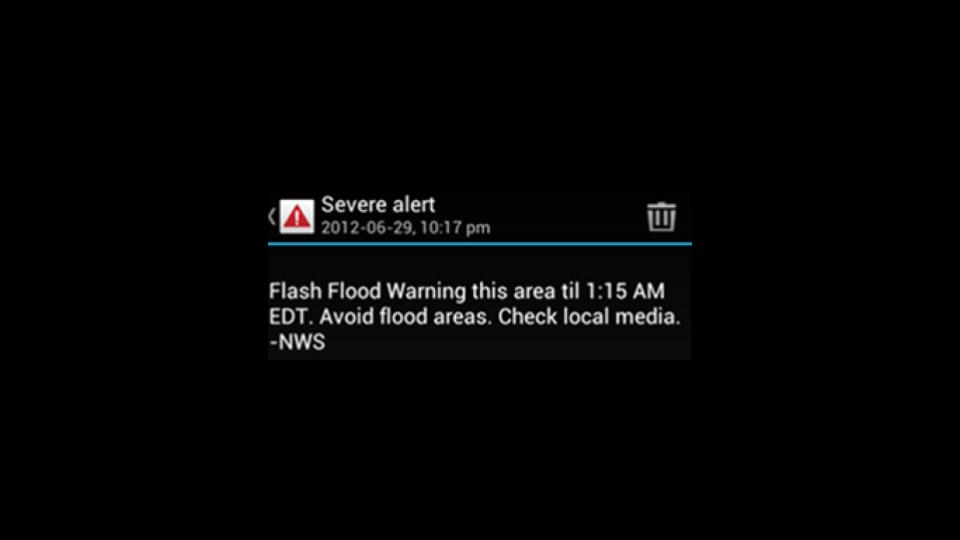 Severe alert
2012-06-29, 10:17 pm
Flash Flood Warning this area til 1:15 AM
EDT. Avoid flood areas. Check local media.
-NWS